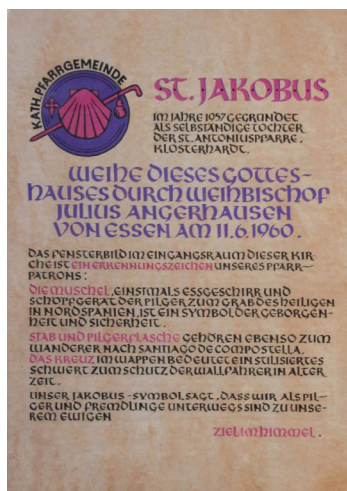 KATH. PFARRGEMEINDE
ST. JAKOBUS
IM JAHRE 1957 GEGRÜNDET
ALS SELBSTÄNDIGE TOCHTER
DER ST. ANTONIUSPFARRE,
KLOSTERHARDT.
WEIHE DIESES GOTTES-
HAUSES DURCH WEIHBISCHOF
JULIUS ANGERHAUSEN
VON ESSEN AM 11.6.1960.
DAS FENSTERBILD IM EINGANGSRAUM DIESER KIR-
CHE IST EIN ERKENNUNGSZEICHEN UNSERES PFARR-
PATRONS:
DIE MUSCHEL, EINSTMALS ESSGESCHIRR UND
SCHÖPFGERÄT DER PILGER ZUM GRAB DES HEILIGEN
IN NORDSPANIEN, IST EIN SYMBOL DER GEBORGEN-
HEIT UND SICHERHEIT.
STAB UND PILGERFLASCHE GEHÖREN EBENSO ZUM
WANDERER NACH SANTIAGO DE COMPOSTELLA.
DAS KREUZ IM WAPPEN BEDEUTET EIN STILISIERTES
SCHWERT ZUM SCHUTZ DER WALLFAHRER IN ALTER
ZEIT.
UNSER JAKOBUS-SYMBOL SAGT, DASS WIR ALS PIL-
GER UND FREMDLINGE UNTERWEGS SIND ZU UNSE-
REM EWIGEN
ZIEL IM HIMMEL.